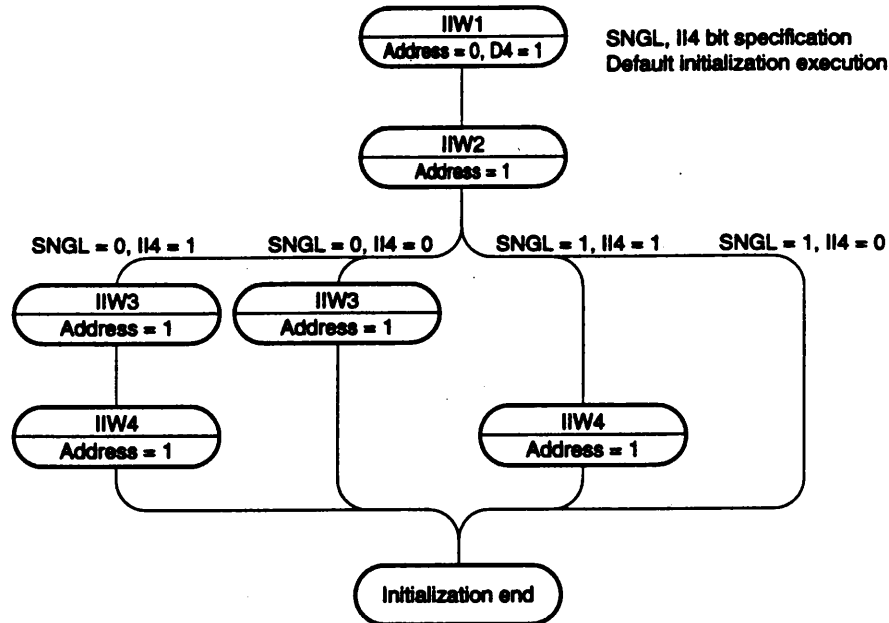 IIW1
Address = 0, D4 = 1
SNGL, II4 bit specification
Default initialization execution
IIW2
Address = 1
SNGL = 0, II4 = 1
SNGL = 0, II4 = 0
SNGL = 1, II4 = 1
SNGL = 1, II4 = 0
IIW3
Address = 1
IIW3
Address = 1
IIW4
Address = 1
IIW4
Address = 1
Initialization end